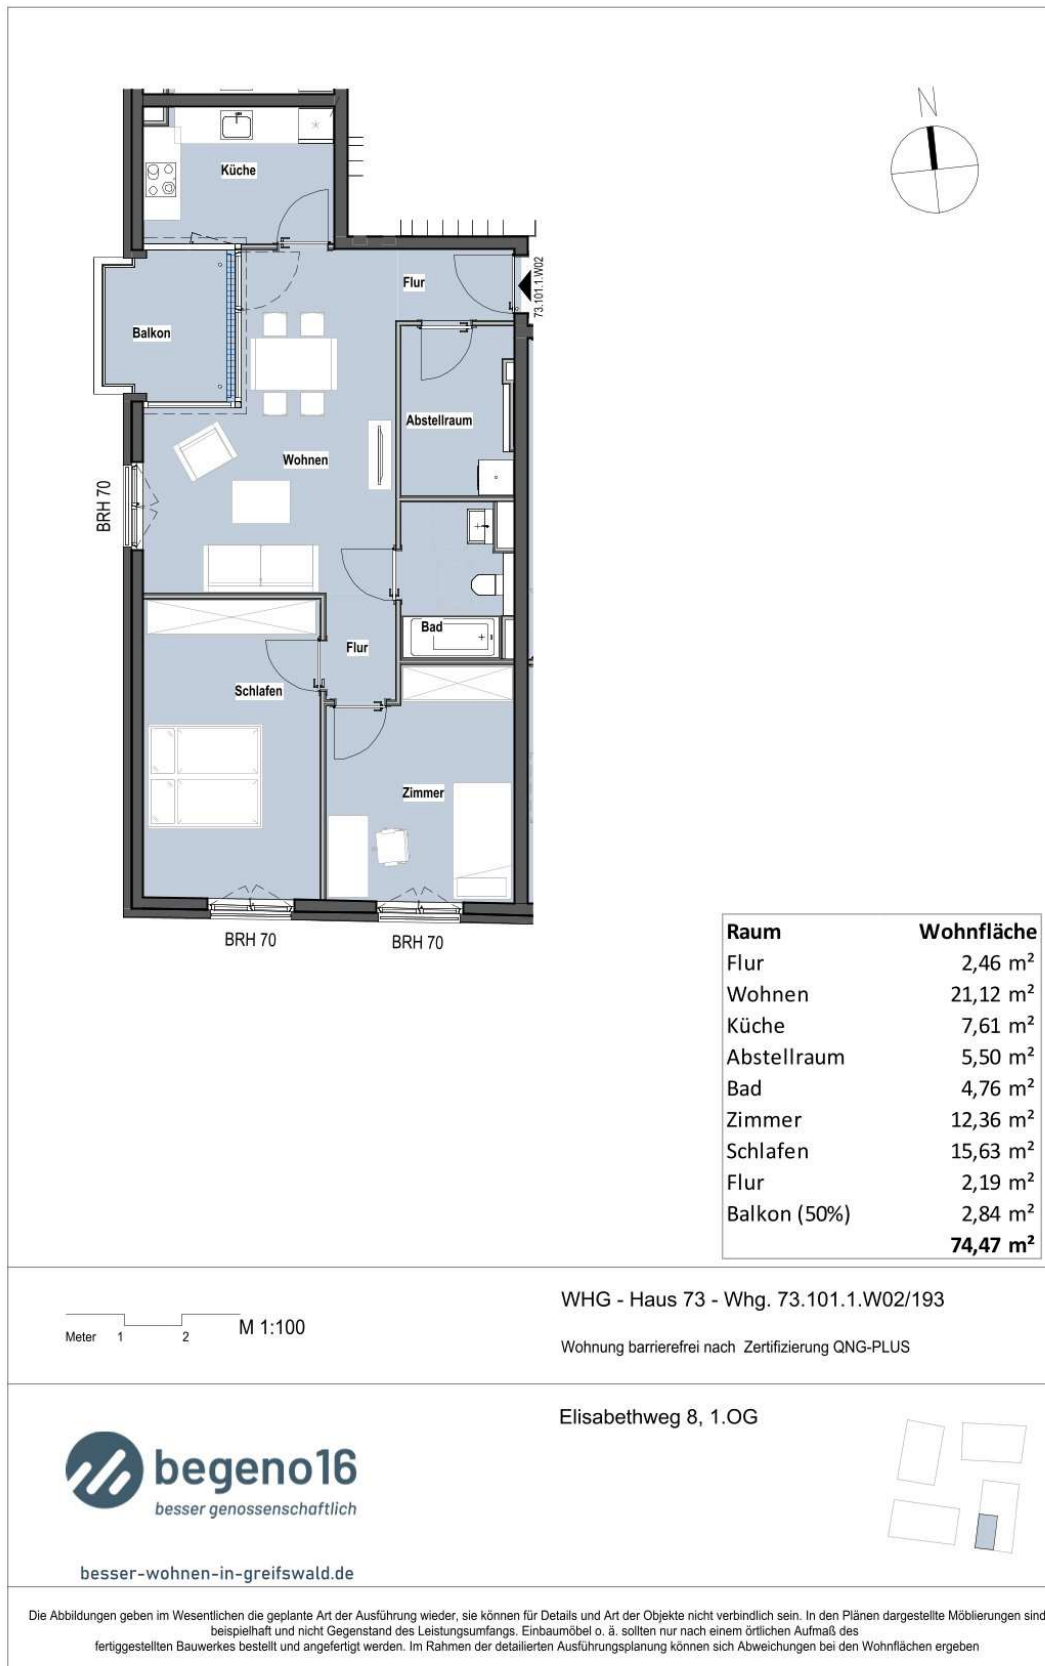 N
Küche
Flur
73.101.1.W02
Balkon
Abstellraum
Wohnen
BRH 70
Bad
Flur
Schlafen
Zimmer
BRH 70
BRH 70
Raum Wohnfläche
Flur 2,46 m²
Wohnen 21,12 m²
Küche 7,61 m²
Abstellraum 5,50 m²
Bad 4,76 m²
Zimmer 12,36 m²
Schlafen 15,63 m²
Flur 2,19 m²
Balkon (50%) 2,84 m²
74,47 m²
Meter 1 2 M 1:100
WHG - Haus 73 - Whg. 73.101.1.W02/193
Wohnung barrierefrei nach Zertifizierung QNG-PLUS
Elisabethweg 8, 1.OG
begeno16
besser genossenschaftlich
besser-wohnen-in-greifswald.de
Die Abbildungen geben im Wesentlichen die geplante Art der Ausführung wieder, sie können für Details und Art der Objekte nicht verbindlich sein. In den Plänen dargestellte Möblierungen sind
beispielhaft und nicht Gegenstand des Leistungsumfangs. Einbaumöbel o. ä. sollten nur nach einem örtlichen Aufmaß des
fertiggestellten Bauwerkes bestellt und angefertigt werden. Im Rahmen der detailierten Ausführungsplanung können sich Abweichungen bei den Wohnflächen ergeben